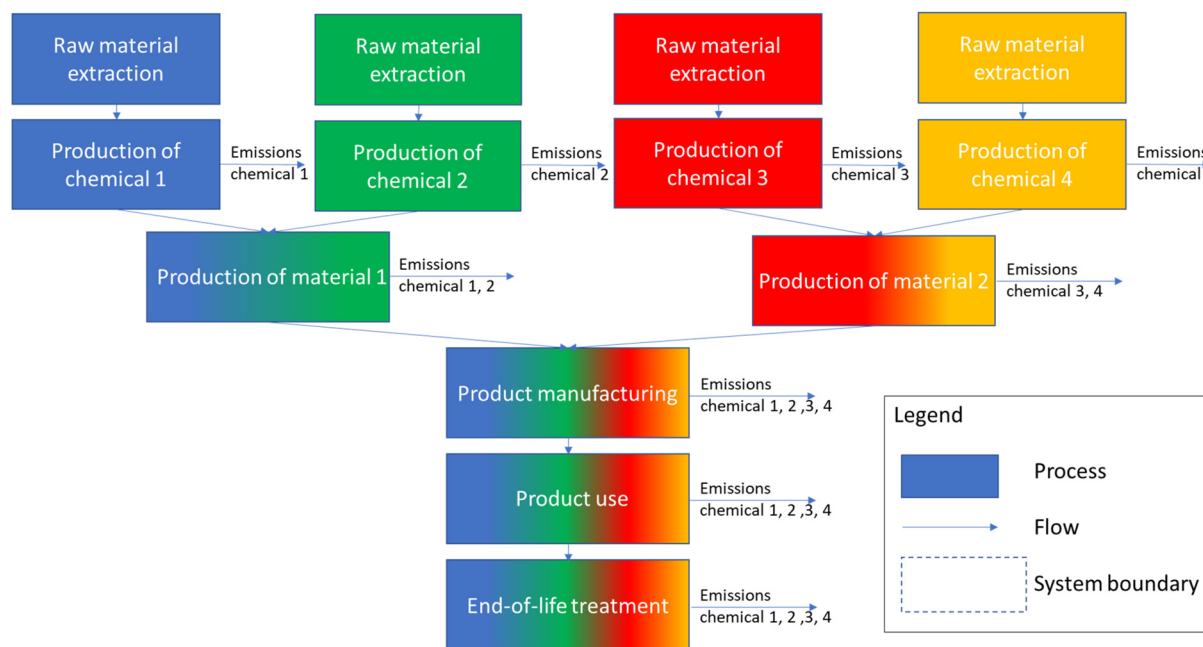 Raw material
extraction
Raw material
extraction
Raw material
extraction
Raw material
extraction
Production of
chemical 1
Emissions
chemical 1
Production of
chemical 2
Emissions
chemical 2
Production of
chemical 3
Emissions
chemical 3
Production of
chemical 4
Emissions
chemical
Production of material 1
Emissions
chemical 1, 2
Production of material 2
Emissions
chemical 3, 4
Product manufacturing
Emissions
chemical 1, 2 ,3, 4
Product use
Emissions
chemical 1, 2 ,3, 4
End-of-life treatment
Emissions
chemical 1, 2 ,3, 4
Legend
Process
Flow
System boundary